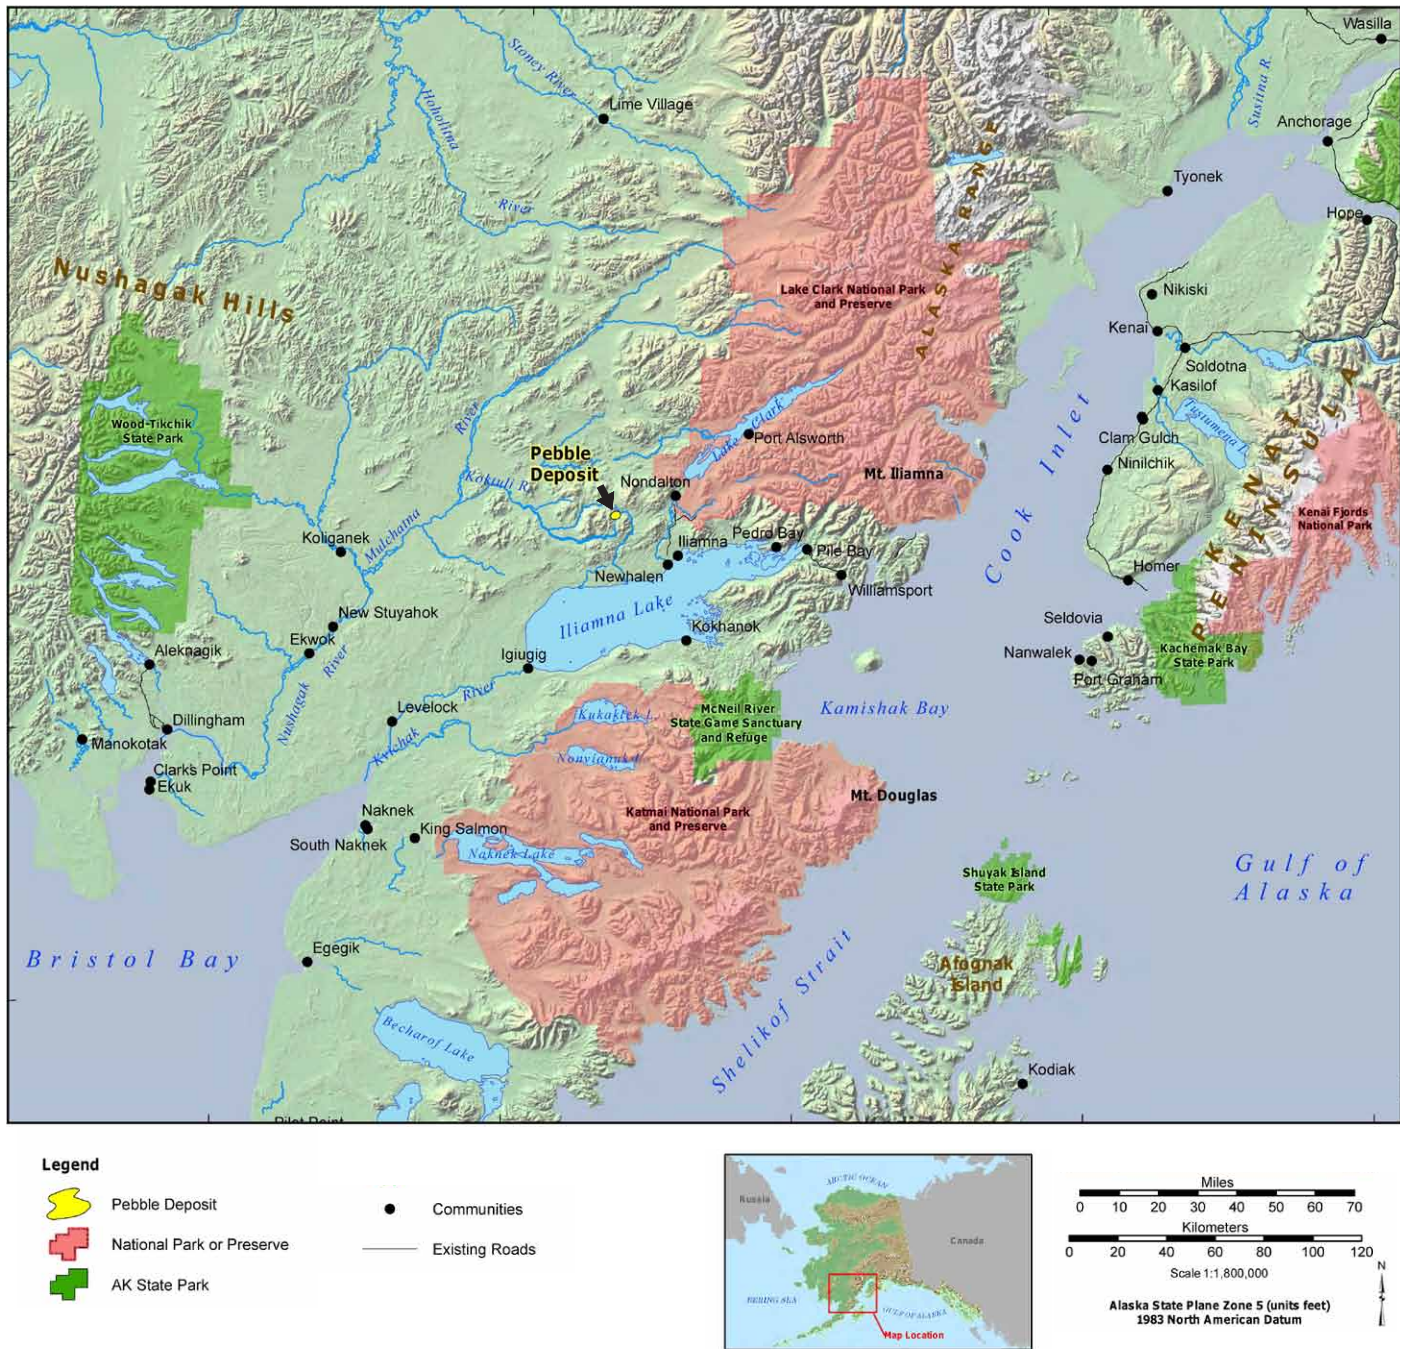 Wasilla
Susitna R.
Stoney River
Hoholitna
Lime Village
Anchorage
ALASKA RANGE
Tyonek
River
Hope
Nushagak Hills
Lake Clark National Park
and Preserve
Nikiski
Kenai
Soldotna
Kasilof
Tustumena L.
Cook Inlet
Wood-Tikchik
State Park
River
Lake Clark
Port Alsworth
Clam Gulch
Pebble
Deposit
Mt. Iliamna
Ninilchik
KENAI
PENINSULA
Koktuli R.
Nondalton
Kenai Fjords
National Park
Mulchatna
Koliganek
Iliamna
Pedro Bay
Pile Bay
Newhalen
Williamsport
Homer
Iliamna Lake
New Stuyahok
Kokhanok
Seldovia
Ekwok
Aleknagik
Igiugig
Nanwalek
Kachemak Bay
State Park
Port Graham
Nushagak River
River
Levelock
Kvichak
Kukaklek L.
McNeil River
State Game Sanctuary
and Refuge
Kamishak Bay
Dillingham
Manokotak
Nonvianuk L.
Clarks Point
Ekuk
Mt. Douglas
Naknek
Katmai National Park
and Preserve
King Salmon
South Naknek
Naknek Lake
Shuyak Island
State Park
Gulf of
Alaska
Bristol Bay
Egegik
Afognak
Island
Shelikof Strait
Becharof Lake
Kodiak
Pilot Point
Legend
Pebble Deposit
Communities
National Park or Preserve
Existing Roads
AK State Park
ARCTIC OCEAN
Russia
Canada
BERING SEA
GULF OF ALASKA
Map Location
Miles
0 10 20 30 40 50 60 70
Kilometers
0 20 40 60 80 100 120
Scale 1:1,800,000
N
Alaska State Plane Zone 5 (units feet)
1983 North American Datum